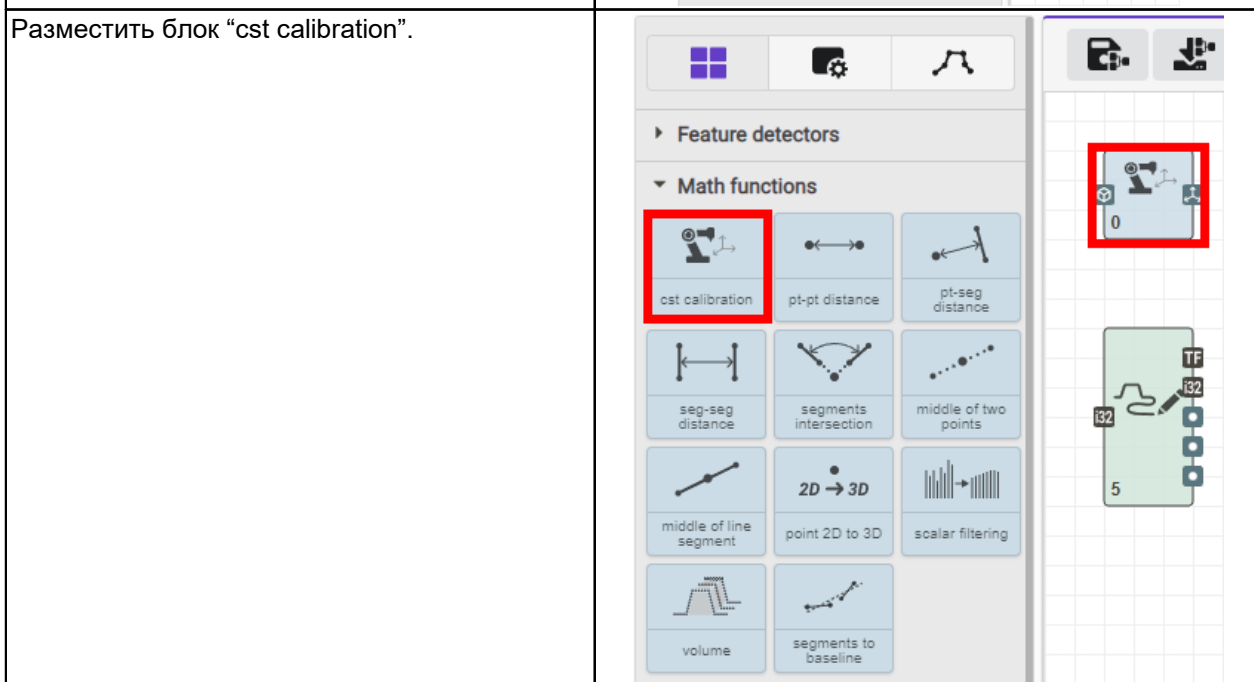 Разместить блок “cst calibration”.
Feature detectors
Math functions
cst calibration
pt-pt distance
pt-seg
distance
seg-seg
distance
segments
intersection
middle of two
points
middle of line
segment
2D → 3D
point 2D to 3D
scalar filtering
volume
segments to
baseline
0
TF
i32
i32
5